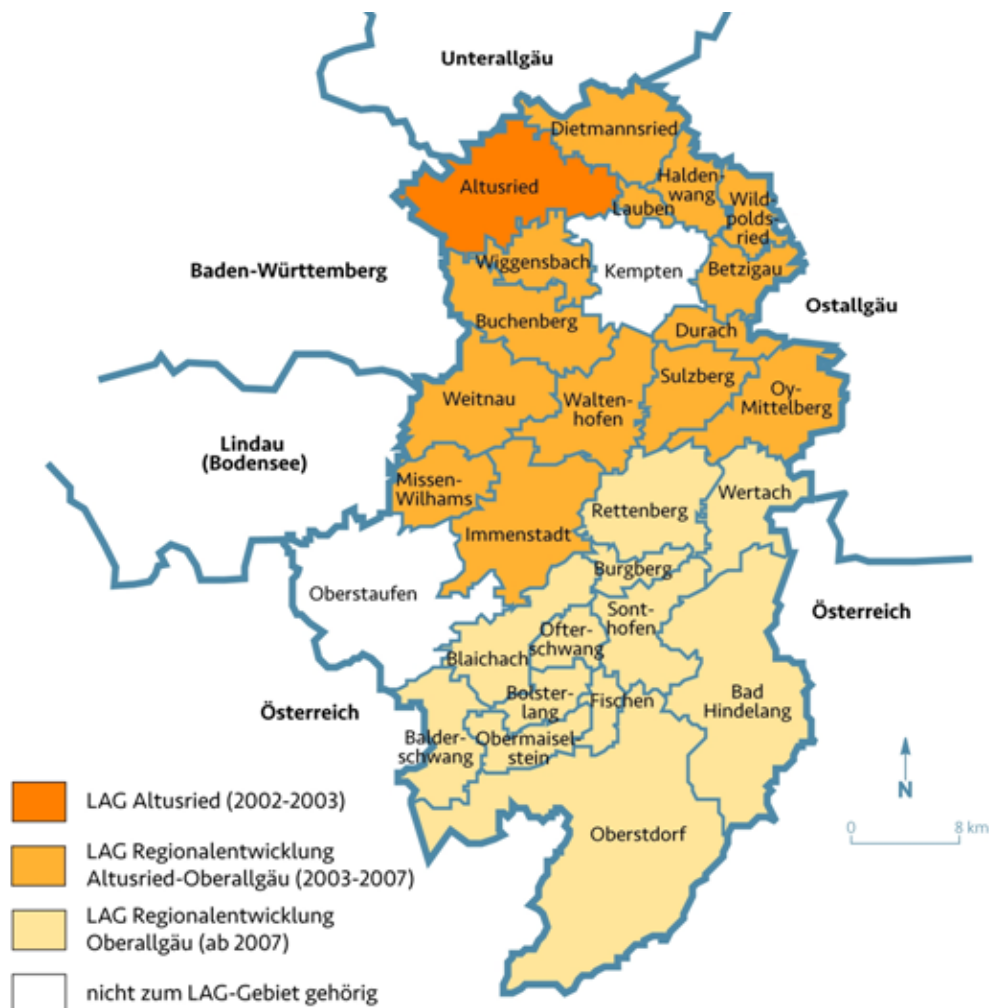 Unterallgäu
Dietmannsried
Altusried
Halden-
wang
Lauben
Wild-
polds-
ried
Wiggensbach
Kempten
Betzigau
Baden-Württemberg
Ostallgäu
Buchenberg
Durach
Sulzberg
Oy-
Mittelberg
Weitnau
Walten-
hofen
Lindau
(Bodensee)
Missen-
Wilhams
Wertach
Rettenberg
Immenstadt
Burgberg
Oberstaufen
Österreich
Sont-
hofen
Ofter-
schwang
Blaichach
Bolster-
lang
Fischen
Bad
Hindelang
Österreich
Balder-
schwang
Obermaisel-
stein
Oberstdorf
N
0 8 km
LAG Altusried (2002-2003)
LAG Regionalentwicklung
Altusried-Oberallgäu (2003-2007)
LAG Regionalentwicklung
Oberallgäu (ab 2007)
nicht zum LAG-Gebiet gehörig